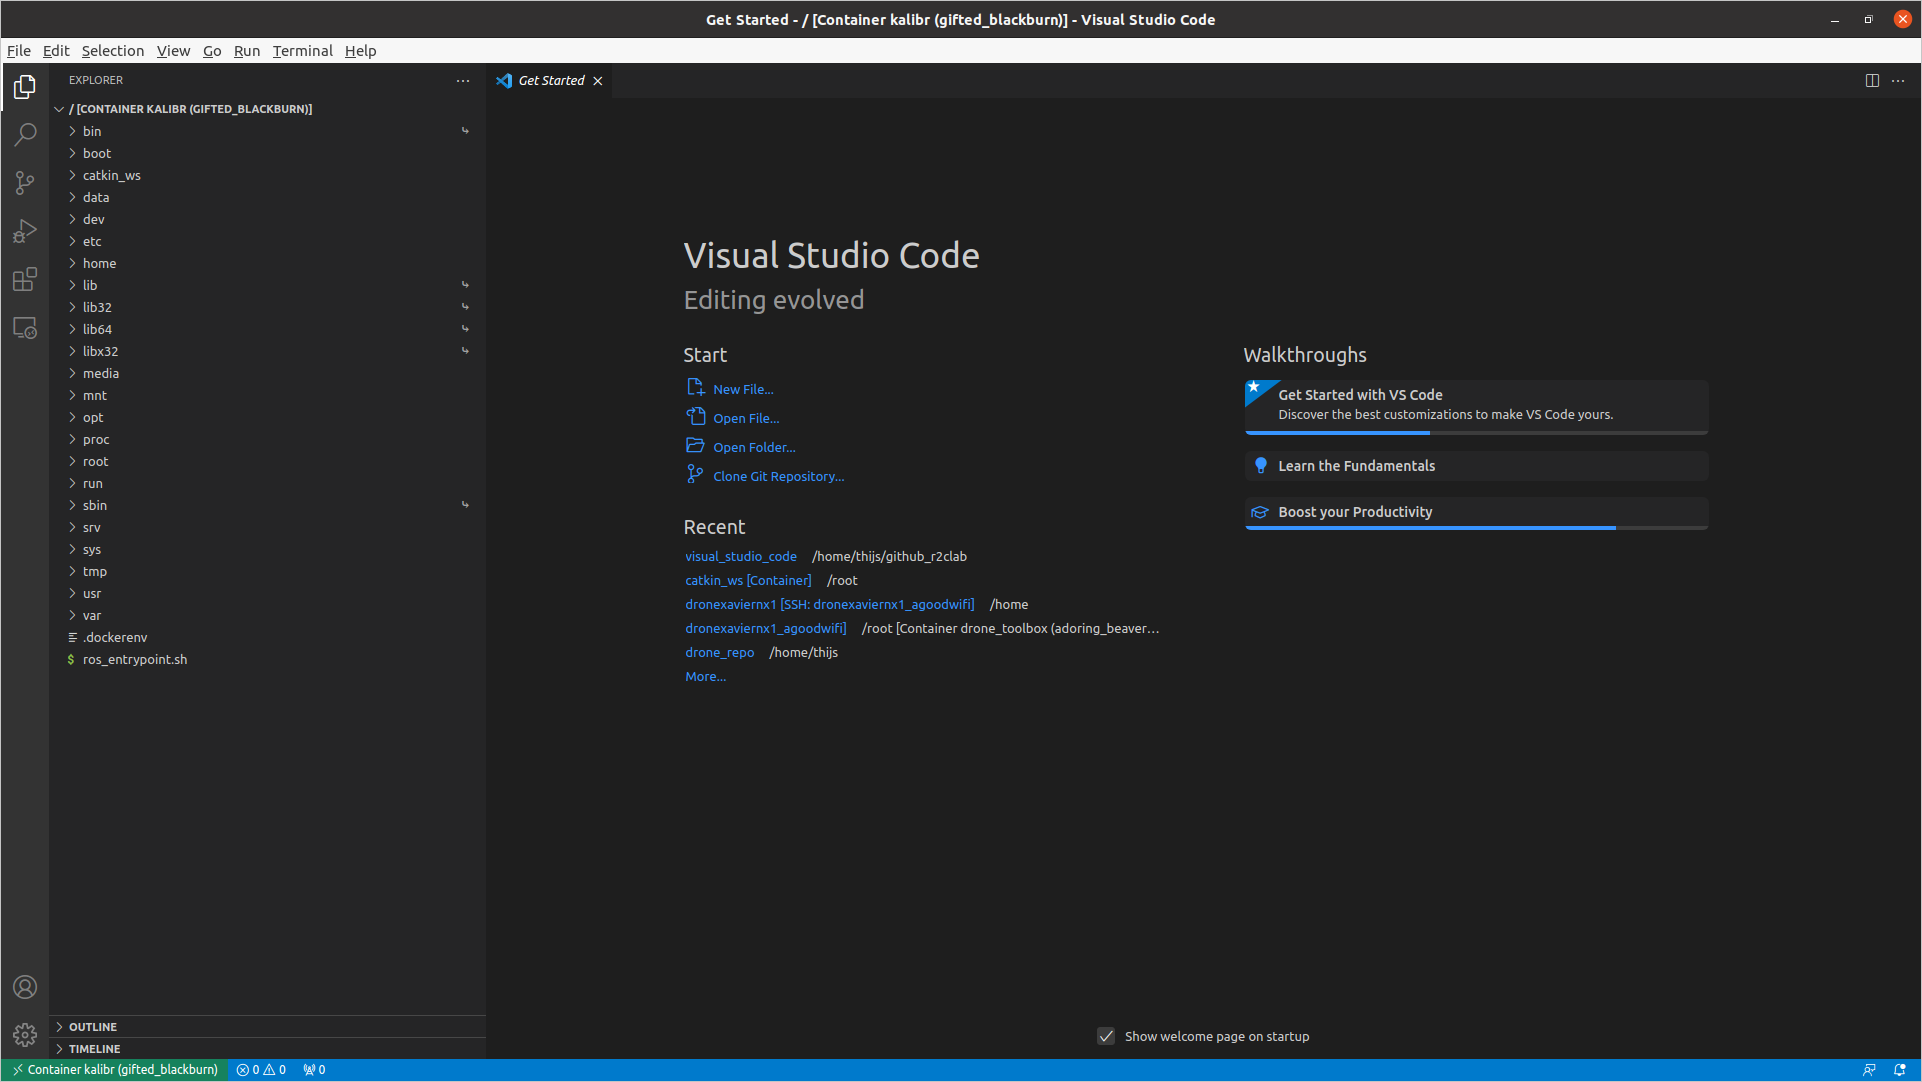 Get Started - / [Container kalibr (gifted_blackburn)] - Visual Studio Code
File Edit Selection View Go Run Terminal Help
EXPLORER
Get Started
/ [CONTAINER KALIBR (GIFTED_BLACKBURN)]
bin
boot
catkin_ws
data
dev
etc
home
lib
lib32
lib64
libx32
media
mnt
opt
proc
root
run
sbin
srv
sys
tmp
usr
var
.dockerenv
$ ros_entrypoint.sh
OUTLINE
TIMELINE
Visual Studio Code
Editing evolved
Start
New File...
Open File...
Open Folder...
Clone Git Repository...
Recent
visual_studio_code /home/thijs/github_r2clab
catkin_ws [Container] /root
dronexaviernx1 [SSH: dronexaviernx1_agoodwifi] /home
dronexaviernx1_agoodwifi] /root [Container drone_toolbox (adoring_beaver...
drone_repo /home/thijs
More...
Walkthroughs
Get Started with VS Code
Discover the best customizations to make VS Code yours.
Learn the Fundamentals
Boost your Productivity
Show welcome page on startup
Container kalibr (gifted_blackburn) 0 0 0